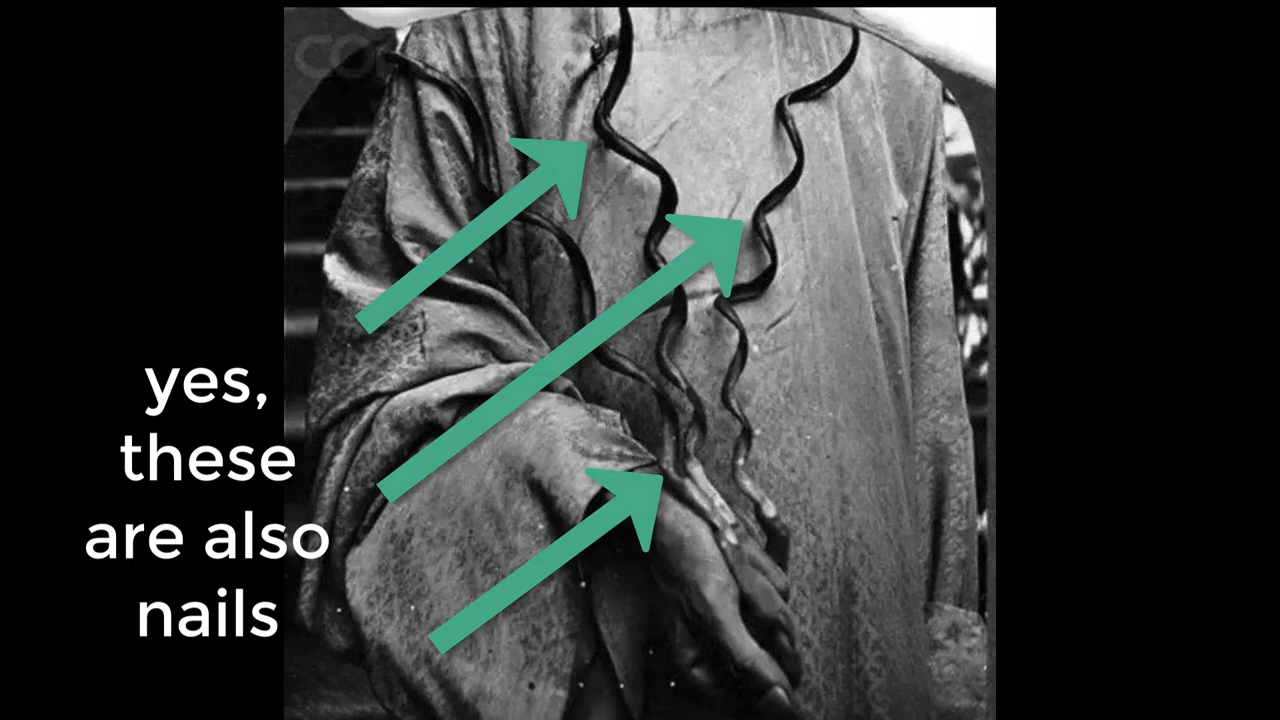 yes,
these
are also
nails